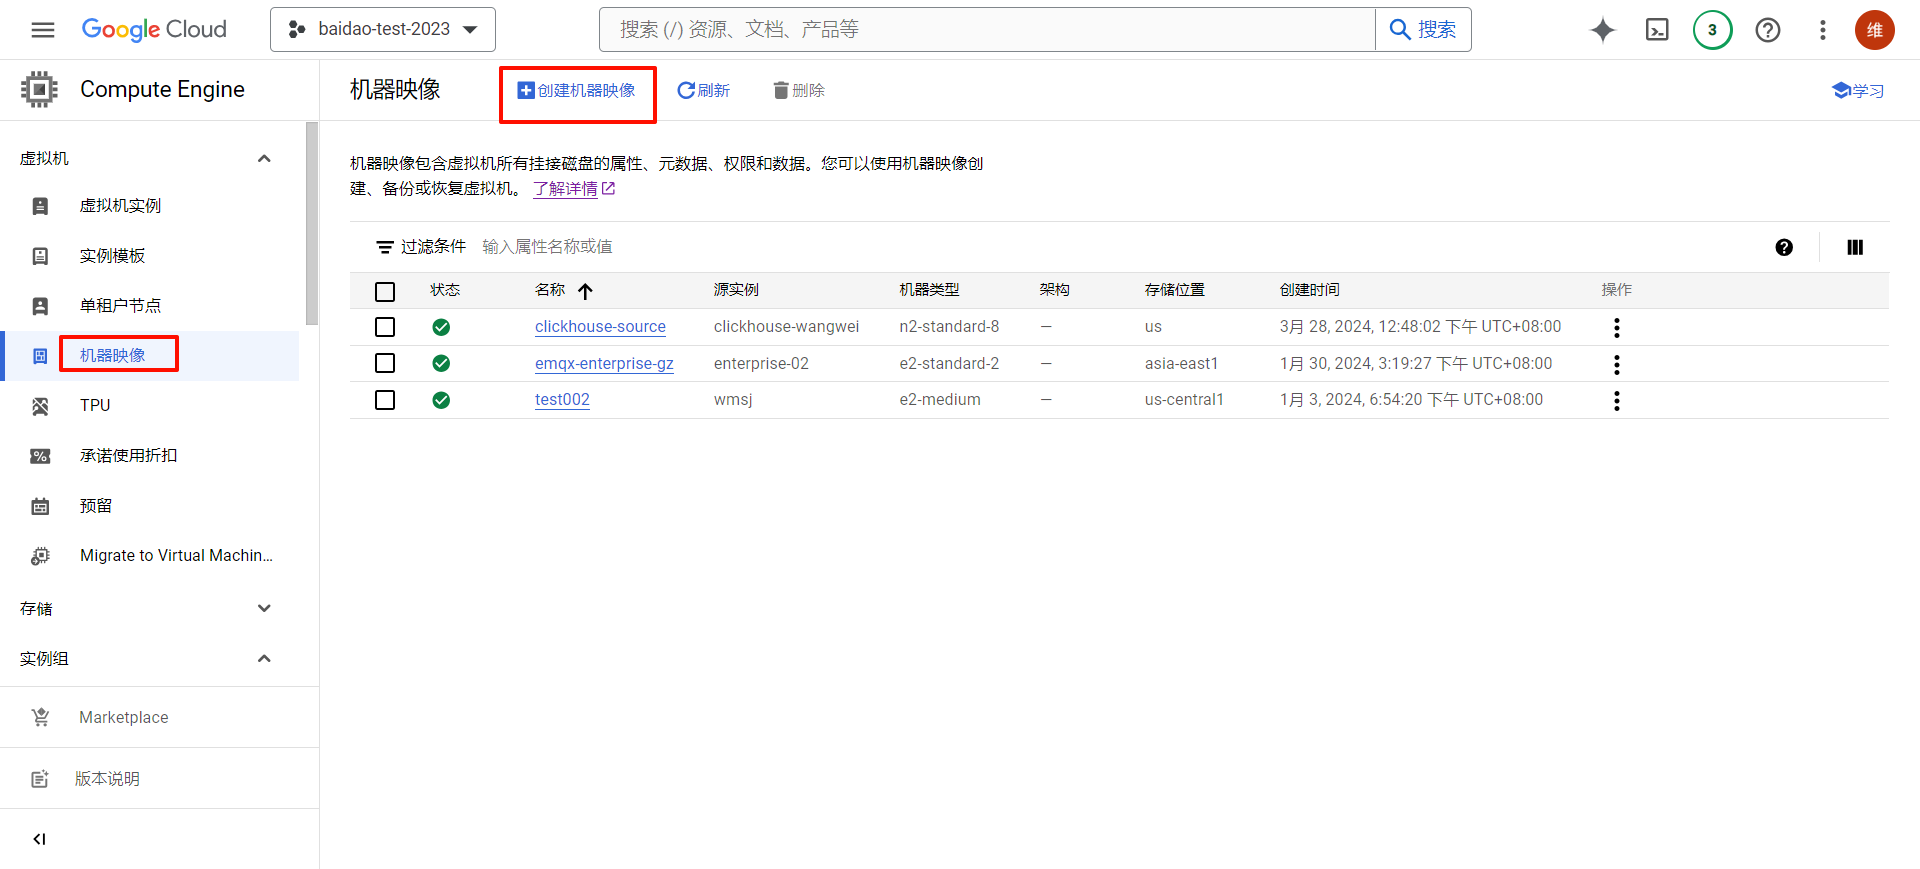 Google Cloud
baidao-test-2023
搜索 (/) 资源、文档、产品等
搜索
3
维
Compute Engine
机器映像
创建机器映像
刷新
删除
学习
虚拟机
虚拟机实例
实例模板
单租户节点
机器映像
TPU
承诺使用折扣
预留
Migrate to Virtual Machin...
存储
实例组
Marketplace
版本说明
机器映像包含虚拟机所有挂接磁盘的属性、元数据、权限和数据。您可以使用机器映像创
建、备份或恢复虚拟机。 了解详情
过滤条件 输入属性名称或值
状态 名称 源实例 机器类型 架构 存储位置 创建时间 操作
clickhouse-source clickhouse-wangwei n2-standard-8 — us 3月 28, 2024, 12:48:02 下午 UTC+08:00
emqx-enterprise-gz enterprise-02 e2-standard-2 — asia-east1 1月 30, 2024, 3:19:27 下午 UTC+08:00
test002 wmsj e2-medium — us-central1 1月 3, 2024, 6:54:20 下午 UTC+08:00